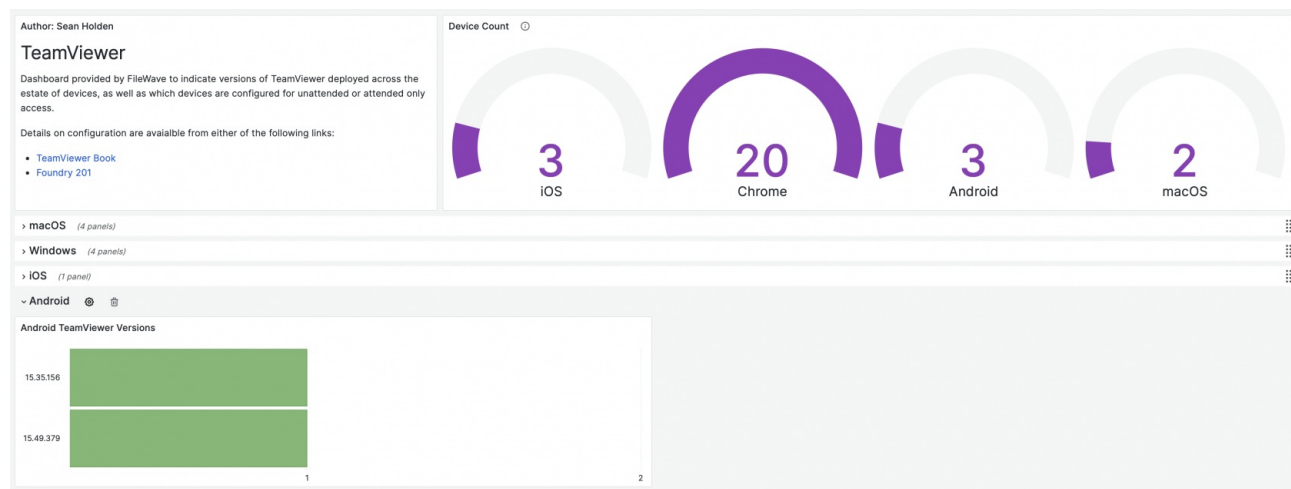 Author: Sean Holden
TeamViewer
Dashboard provided by FileWave to indicate versions of TeamViewer deployed across the
estate of devices, as well as which devices are configured for unattended or attended only
access.
Details on configuration are avaialble from either of the following links:
TeamViewer Book
Foundry 201
Device Count
3
iOS
20
Chrome
3
Android
2
macOS
macOS (4 panels)
Windows (4 panels)
iOS (1 panel)
Android
Android TeamViewer Versions
15.35.156
15.49.379
1 2